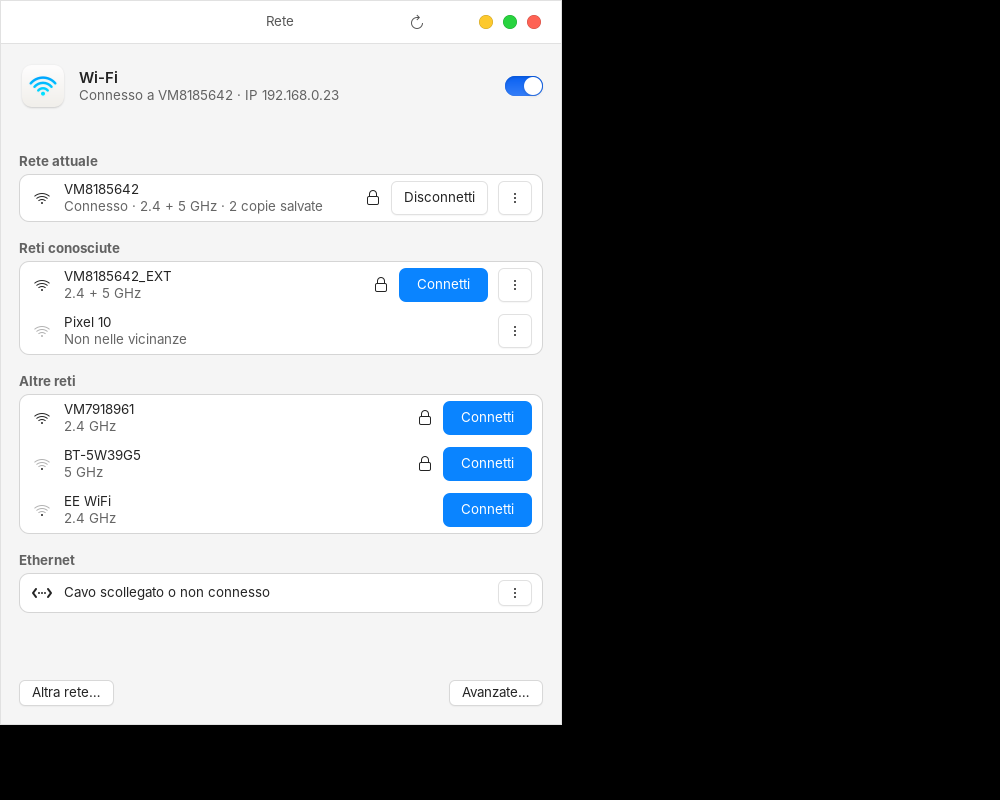 Rete
Wi-Fi
Connesso a VM8185642 · IP 192.168.0.23
Rete attuale
VM8185642
Connesso · 2.4 + 5 GHz · 2 copie salvate
Disconnetti
Reti conosciute
VM8185642_EXT
2.4 + 5 GHz
Connetti
Pixel 10
Non nelle vicinanze
Altre reti
VM7918961
2.4 GHz
Connetti
BT-5W39G5
5 GHz
Connetti
EE WiFi
2.4 GHz
Connetti
Ethernet
Cavo scollegato o non connesso
Altra rete...
Avanzate...